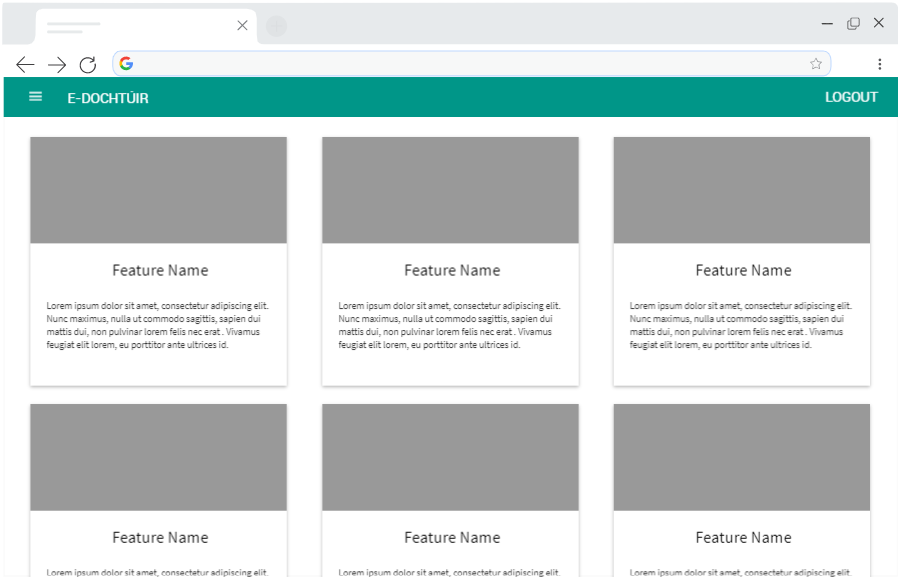 E-DOCHTÚIR
LOGOUT
Feature Name
Feature Name
Feature Name
Lorem ipsum dolor sit amet, consectetur adipiscing elit.
Nunc maximus, nulla ut commodo sagittis, sapien dui
mattis dui, non pulvinar lorem felis nec erat . Vivamus
feugiat elit lorem, eu porttitor ante ultrices id.
Lorem ipsum dolor sit amet, consectetur adipiscing elit.
Nunc maximus, nulla ut commodo sagittis, sapien dui
mattis dui, non pulvinar lorem felis nec erat . Vivamus
feugiat elit lorem, eu porttitor ante ultrices id.
Lorem ipsum dolor sit amet, consectetur adipiscing elit.
Nunc maximus, nulla ut commodo sagittis, sapien dui
mattis dui, non pulvinar lorem felis nec erat . Vivamus
feugiat elit lorem, eu porttitor ante ultrices id.
Feature Name
Feature Name
Feature Name
Lorem ipsum dolor sit amet, consectetur adipiscing elit.
Lorem ipsum dolor sit amet, consectetur adipiscing elit.
Lorem ipsum dolor sit amet, consectetur adipiscing elit.